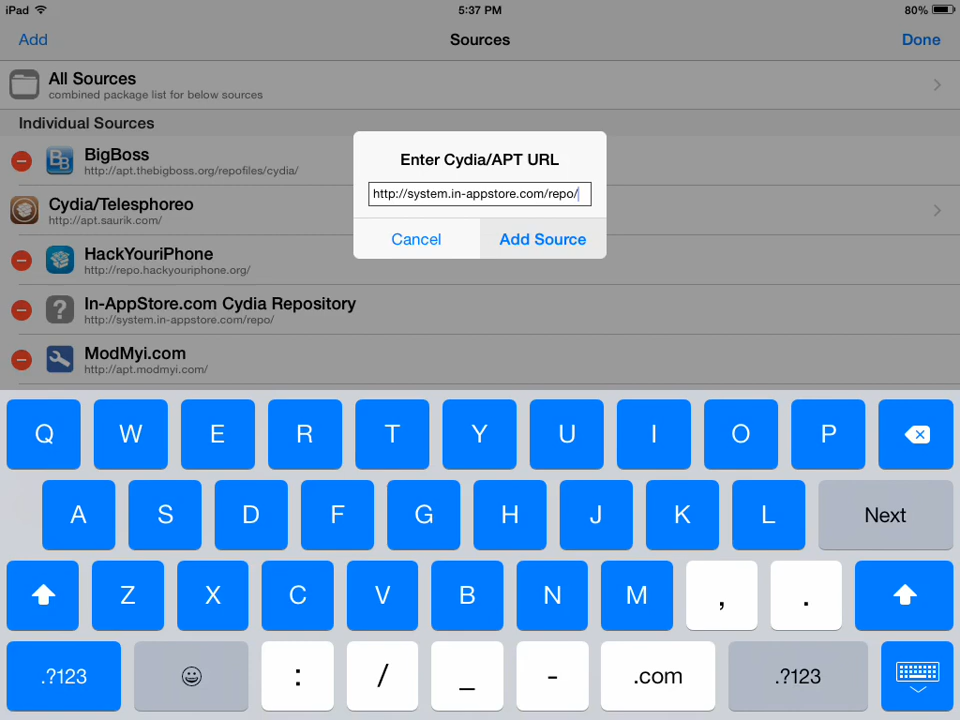 iPad 5:37 PM 80%
Add Sources Done
All Sources
combined package list for below sources
Individual Sources
BigBoss
http://apt.thebigboss.org/repofiles/cydia/
Cydia/Telesphoreo
http://apt.saurik.com/
HackYouriPhone
http://repo.hackyouriphone.org/
In-AppStore.com Cydia Repository
http://system.in-appstore.com/repo/
ModMyi.com
http://apt.modmyi.com/
Enter Cydia/APT URL
http://system.in-appstore.com/repo/
Cancel Add Source
Q W E R T Y U I O P
A S D F G H J K L Next
Z X C V B N M , .
.?123 : / _ - .com .?123